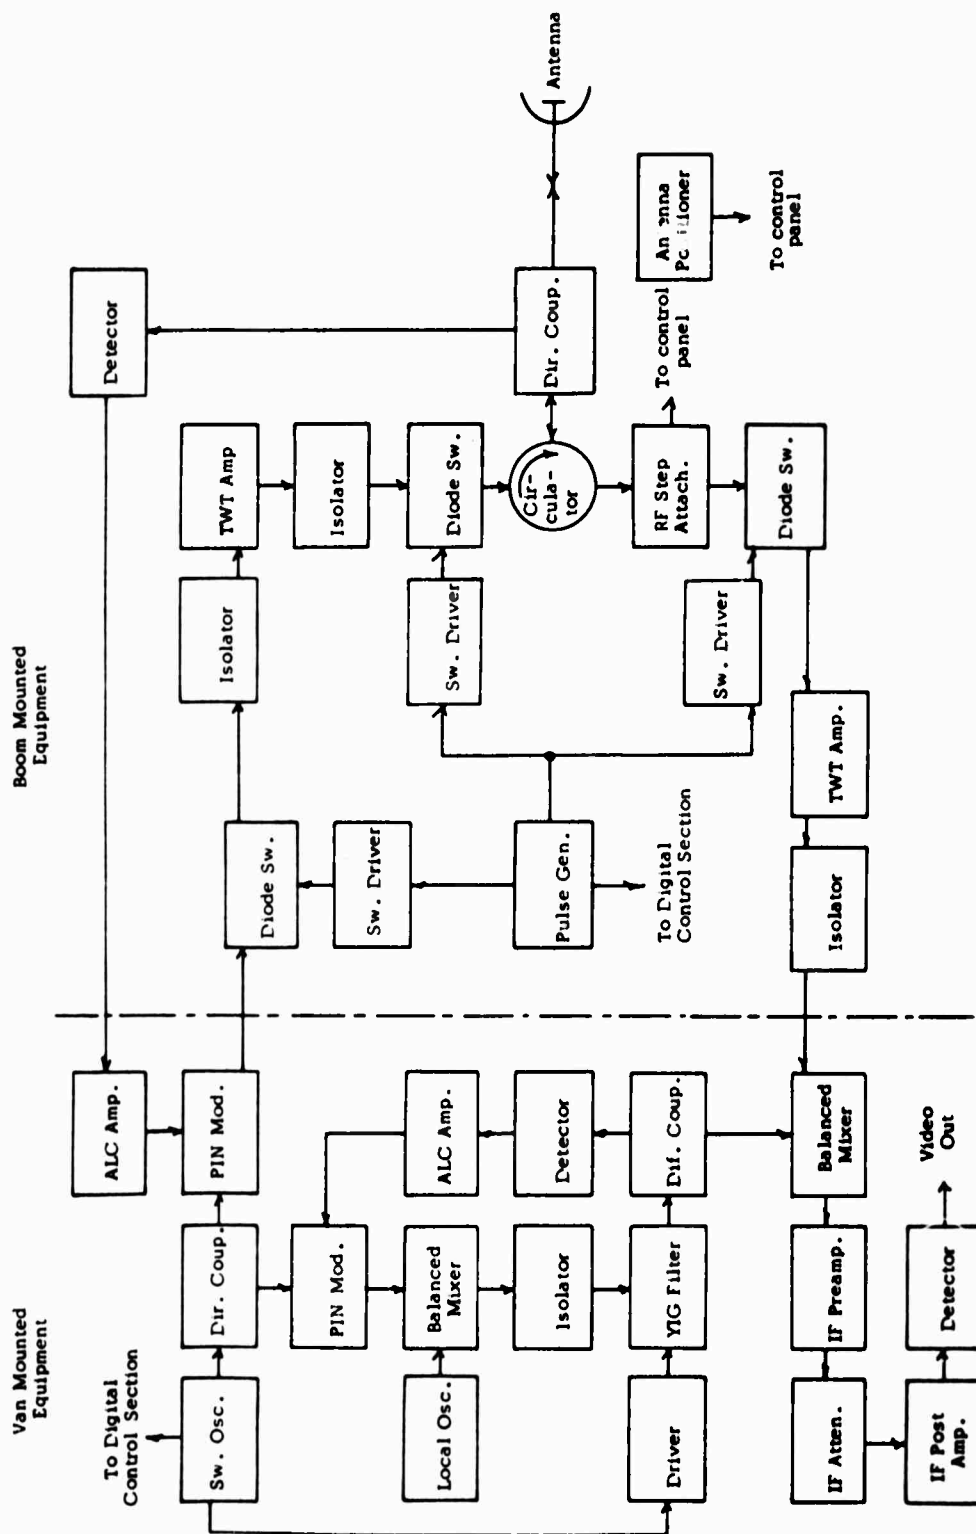 Boom Mounted
Equipment
Van Mounted
Equipment
Detector
Antenna
TWT Amp
Isolator
Isolator
Diode Sw.
Cir-
cula-
tor
Dir. Coup.
Sw. Driver
RF Step
Attach.
To control
panel
To control
panel
Diode Sw.
Sw. Driver
Diode Sw.
Sw. Driver
Pulse Gen.
To Digital
Control Section
TWT Amp.
Isolator
ALC Amp.
PIN Mod.
Dir. Coup.
Sw. Osc.
To Digital
Control Section
PIN Mod.
ALC Amp.
Balanced
Mixer
Local Osc.
Detector
Isolator
Dif. Coup.
YIG Filter
Driver
Balanced
Mixer
IF Preamp.
IF Atten.
IF Post
Amp.
Detector
Video
Out